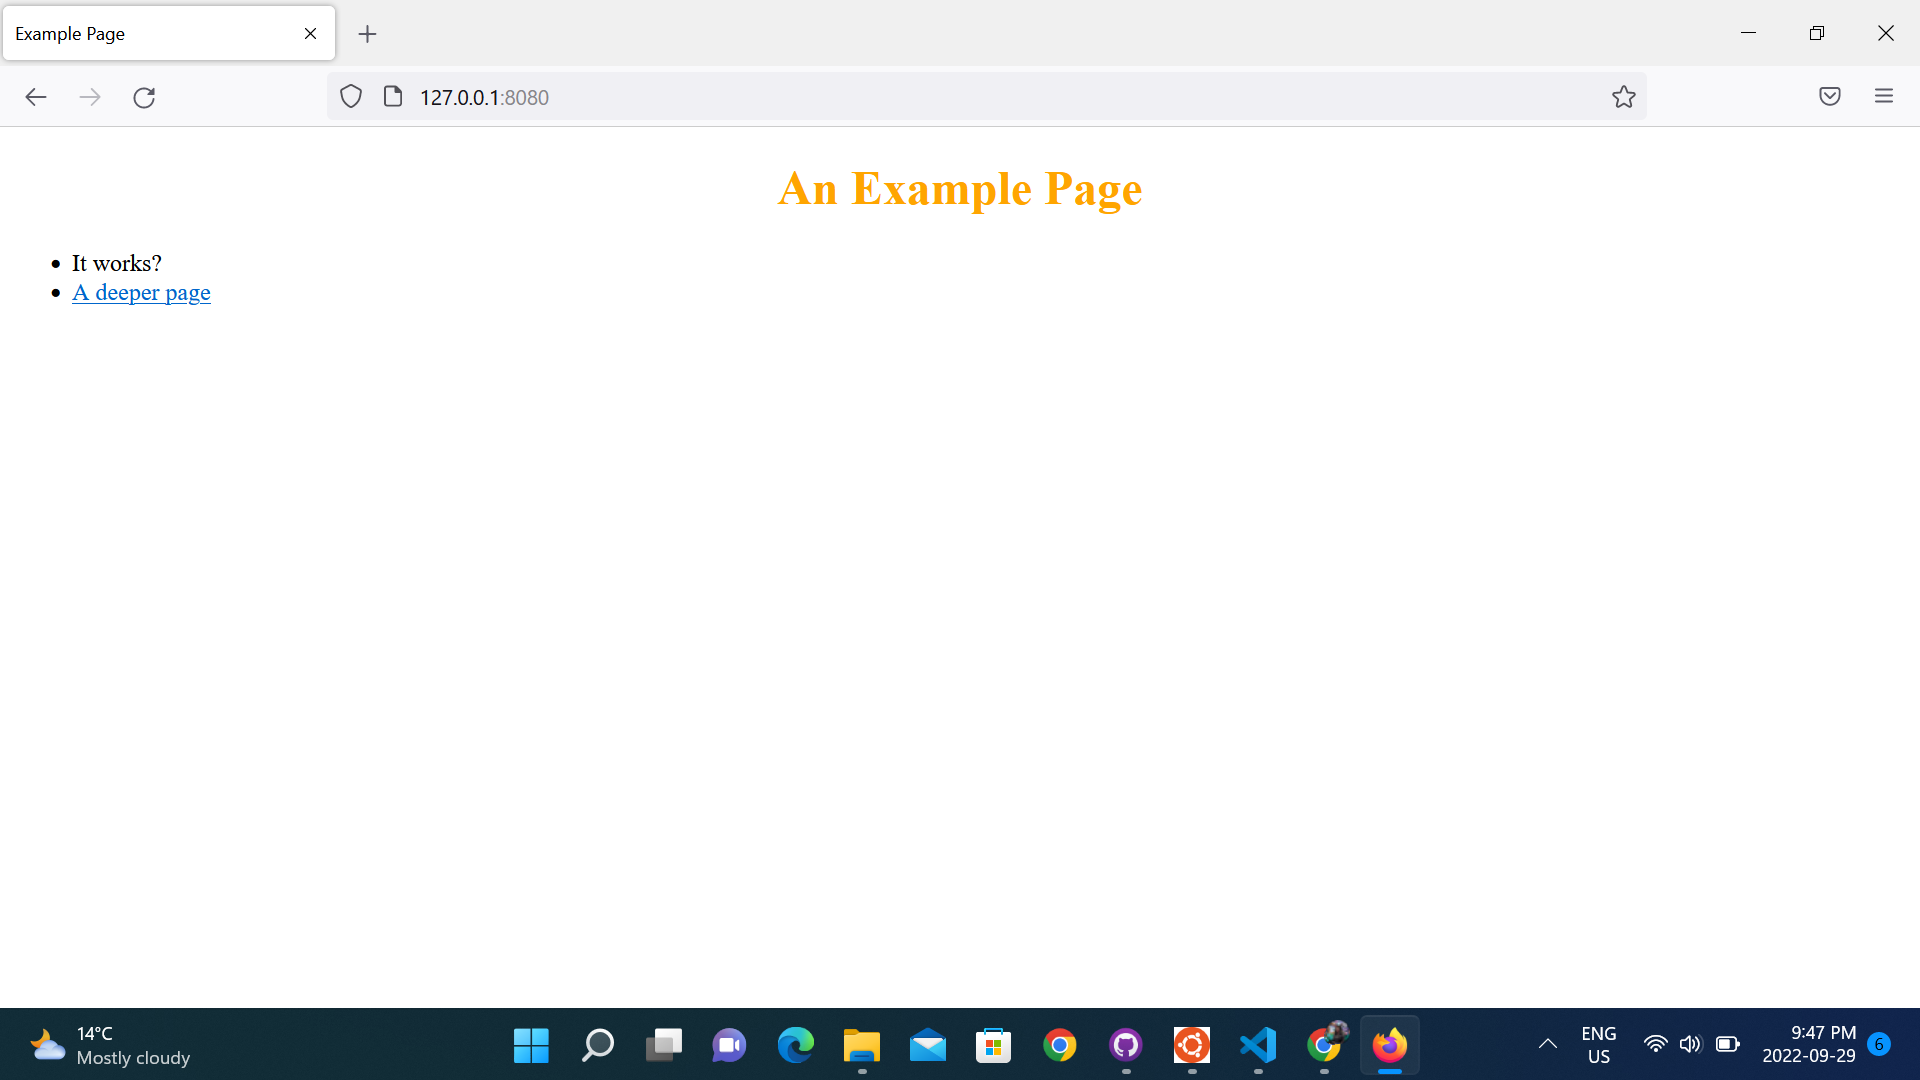 Example Page
127.0.0.1:8080
An Example Page
It works?
A deeper page
14°C
Mostly cloudy
ENG
US
9:47 PM
2022-09-29
6